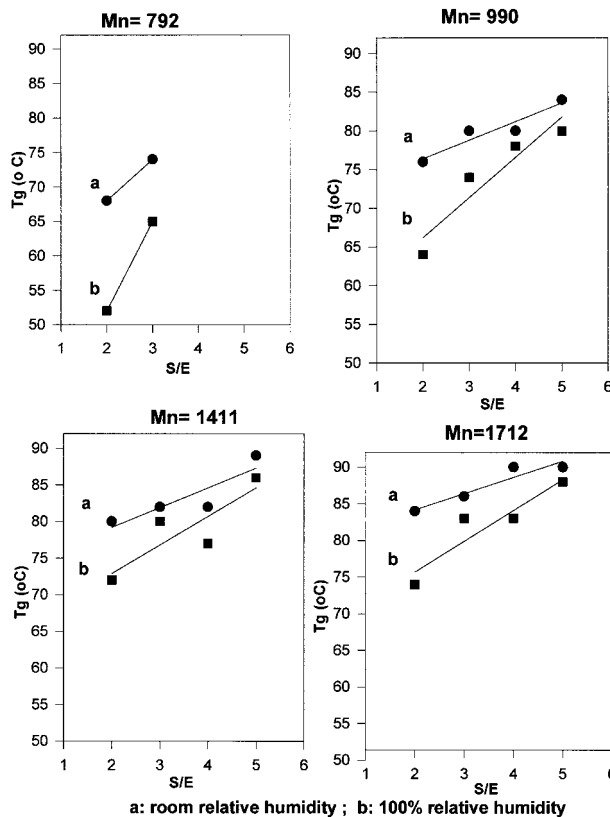 Mn= 792
90
85
80
75
70
65
60
55
50
Tg (o C)
a
b
1 2 3 4 5 6
S/E
Mn= 990
90
85
80
75
70
65
60
55
50
Tg (oC)
a
b
1 2 3 4 5 6
S/E
Mn= 1411
90
85
80
75
70
65
60
55
50
Tg (oC)
a
b
1 2 3 4 5 6
S/E
Mn=1712
90
85
80
75
70
65
60
55
50
Tg (oC)
a
b
1 2 3 4 5 6
S/E
a: room relative humidity ; b: 100% relative humidity